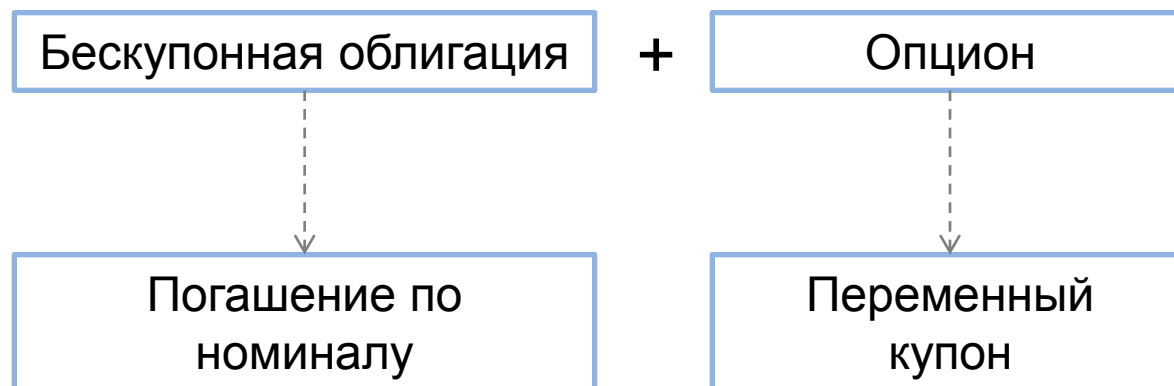 Бескупонная облигация + Опцион
Погашение по
номиналу
Переменный
купон